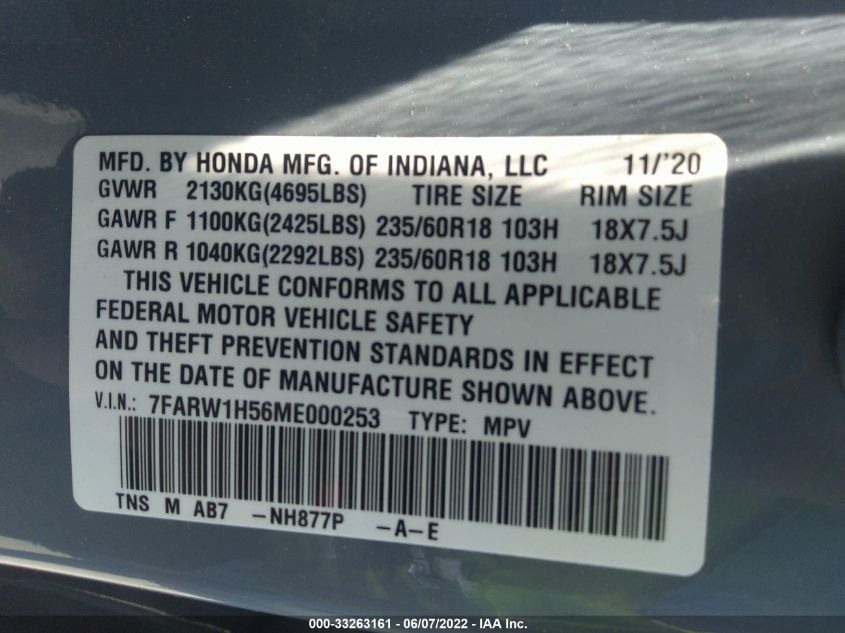 MFD. BY HONDA MFG. OF INDIANA, LLC 11/'20
GVWR 2130KG(4695LBS) TIRE SIZE RIM SIZE
GAWR F 1100KG(2425LBS) 235/60R18 103H 18X7.5J
GAWR R 1040KG(2292LBS) 235/60R18 103H 18X7.5J
THIS VEHICLE CONFORMS TO ALL APPLICABLE
FEDERAL MOTOR VEHICLE SAFETY
AND THEFT PREVENTION STANDARDS IN EFFECT
ON THE DATE OF MANUFACTURE SHOWN ABOVE.
V.I.N.: 7FARW1H56ME000253 TYPE: MPV
TNS M AB7 -NH877P -A-E
000-33263161 - 06/07/2022 - IAA Inc.